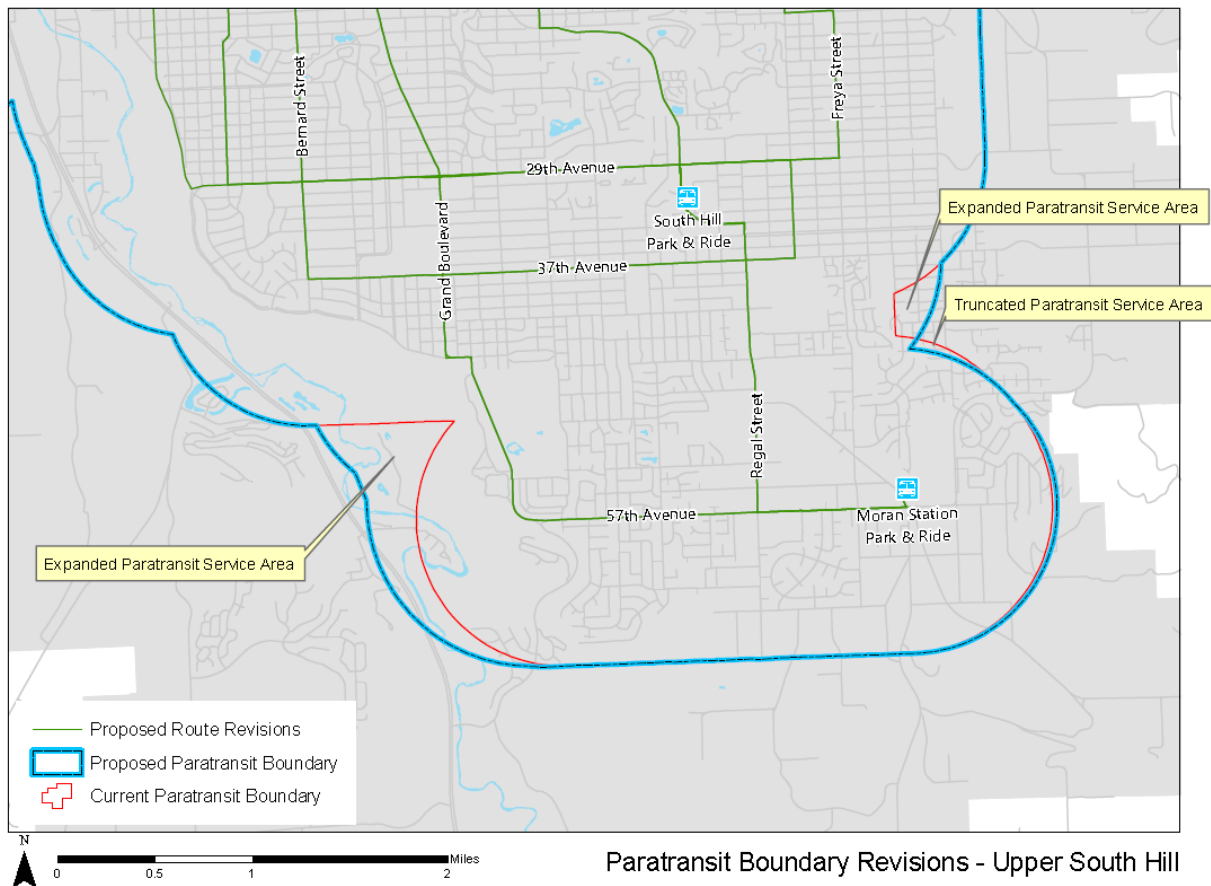 Bernard Street
Freya Street
29th Avenue
Expanded Paratransit Service Area
South Hill
Park & Ride
Grand Boulevard
37th Avenue
Truncated Paratransit Service Area
Regal Street
57th Avenue
Moran Station
Park & Ride
Expanded Paratransit Service Area
Proposed Route Revisions
Proposed Paratransit Boundary
Current Paratransit Boundary
N
Miles
0 0.5 1 2
Paratransit Boundary Revisions - Upper South Hill